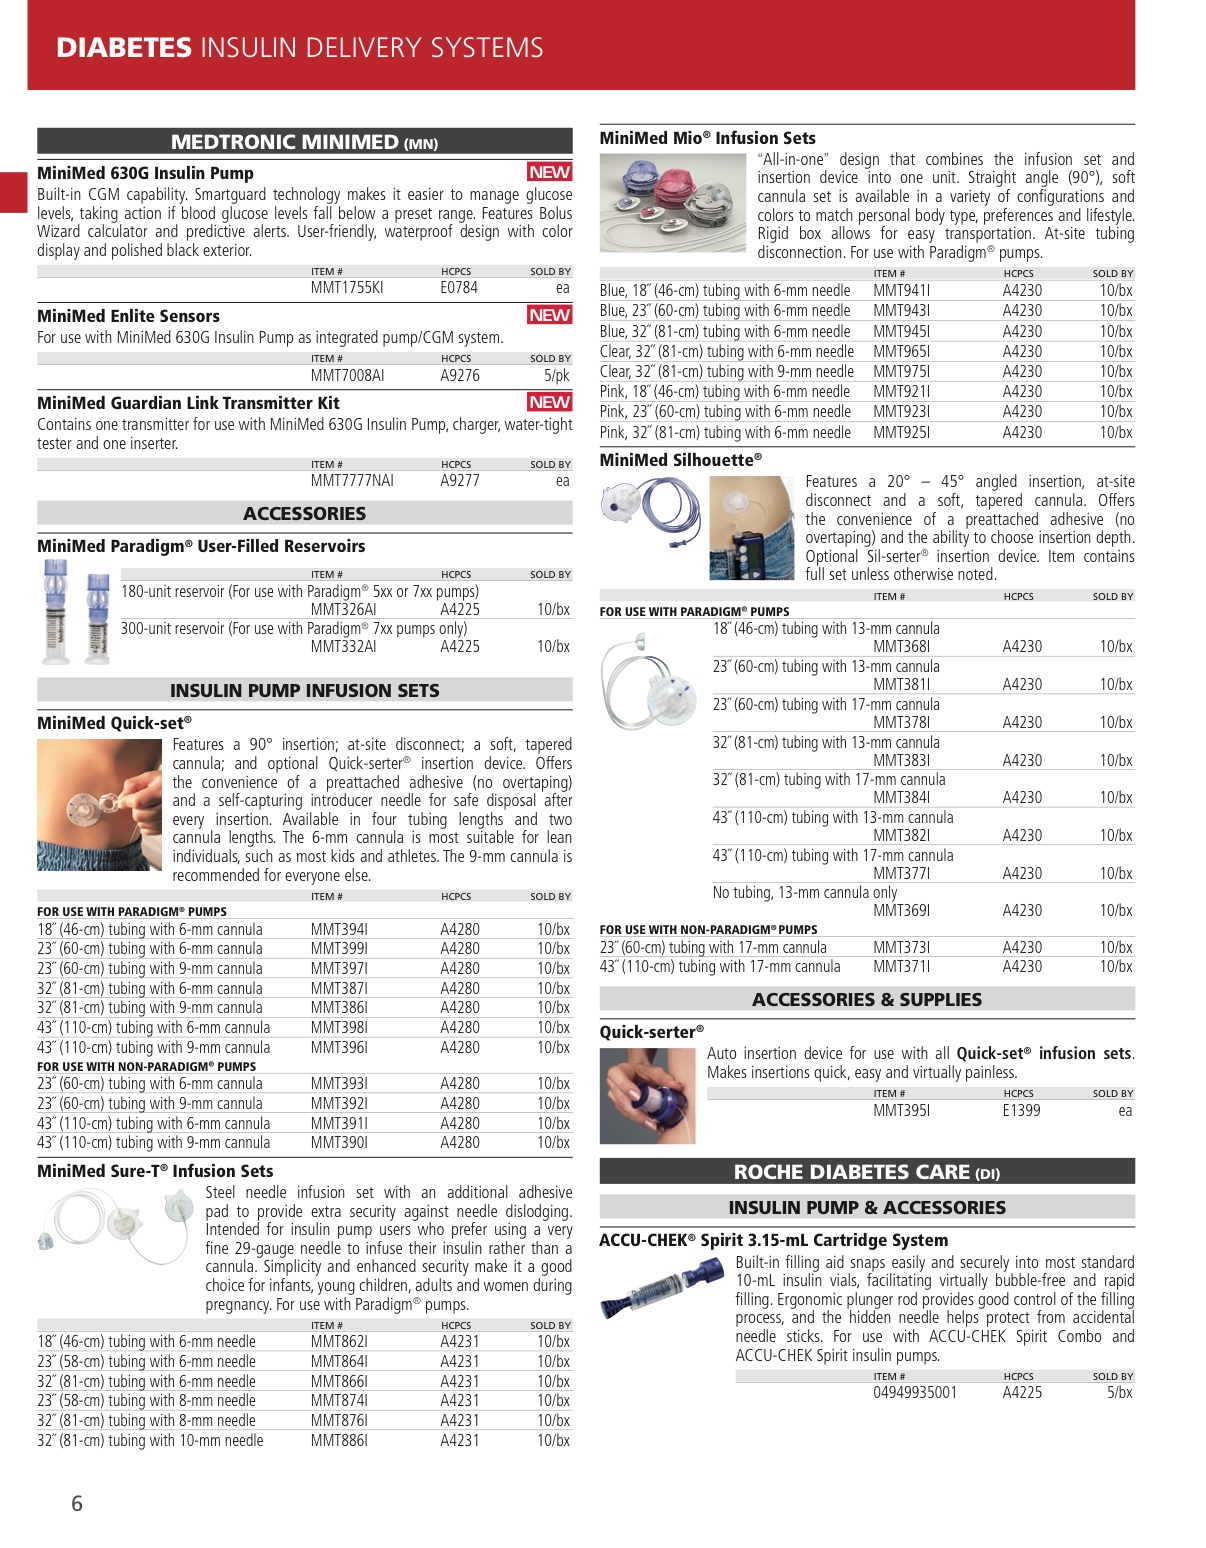 DIABETES INSULIN DELIVERY SYSTEMS
MEDTRONIC MINIMED (MN)
MiniMed 630G Insulin Pump NEW
Built-in CGM capability. Smartguard technology makes it easier to manage glucose
levels, taking action if blood glucose levels fall below a preset range. Features Bolus
Wizard calculator and predictive alerts. User-friendly, waterproof design with color
display and polished black exterior.
ITEM # HCPCS SOLD BY
MMT1755KI E0784 ea
MiniMed Enlite Sensors NEW
For use with MiniMed 630G Insulin Pump as integrated pump/CGM system.
ITEM # HCPCS SOLD BY
MMT7008AI A9276 5/pk
MiniMed Guardian Link Transmitter Kit NEW
Contains one transmitter for use with MiniMed 630G Insulin Pump, charger, water-tight
tester and one inserter.
ITEM # HCPCS SOLD BY
MMT7777NAI A9277 ea
ACCESSORIES
MiniMed Paradigm® User-Filled Reservoirs
ITEM # HCPCS SOLD BY
180-unit reservoir (For use with Paradigm® 5xx or 7xx pumps)
MMT326AI A4225 10/bx
300-unit reservoir (For use with Paradigm® 7xx pumps only)
MMT332AI A4225 10/bx
INSULIN PUMP INFUSION SETS
MiniMed Quick-set®
Features a 90° insertion; at-site disconnect; a soft, tapered
cannula; and optional Quick-serter® insertion device. Offers
the convenience of a preattached adhesive (no overtaping)
and a self-capturing introducer needle for safe disposal after
every insertion. Available in four tubing lengths and two
cannula lengths. The 6-mm cannula is most suitable for lean
individuals, such as most kids and athletes. The 9-mm cannula is
recommended for everyone else.
ITEM # HCPCS SOLD BY
FOR USE WITH PARADIGM® PUMPS
18˝ (46-cm) tubing with 6-mm cannula MMT394I A4280 10/bx
23˝ (60-cm) tubing with 6-mm cannula MMT399I A4280 10/bx
23˝ (60-cm) tubing with 9-mm cannula MMT397I A4280 10/bx
32˝ (81-cm) tubing with 6-mm cannula MMT387I A4280 10/bx
32˝ (81-cm) tubing with 9-mm cannula MMT386I A4280 10/bx
43˝ (110-cm) tubing with 6-mm cannula MMT398I A4280 10/bx
43˝ (110-cm) tubing with 9-mm cannula MMT396I A4280 10/bx
FOR USE WITH NON-PARADIGM® PUMPS
23˝ (60-cm) tubing with 6-mm cannula MMT393I A4280 10/bx
23˝ (60-cm) tubing with 9-mm cannula MMT392I A4280 10/bx
43˝ (110-cm) tubing with 6-mm cannula MMT391I A4280 10/bx
43˝ (110-cm) tubing with 9-mm cannula MMT390I A4280 10/bx
MiniMed Sure-T® Infusion Sets
Steel needle infusion set with an additional adhesive
pad to provide extra security against needle dislodging.
Intended for insulin pump users who prefer using a very
fine 29-gauge needle to infuse their insulin rather than a
cannula. Simplicity and enhanced security make it a good
choice for infants, young children, adults and women during
pregnancy. For use with Paradigm® pumps.
ITEM # HCPCS SOLD BY
18˝ (46-cm) tubing with 6-mm needle MMT862I A4231 10/bx
23˝ (58-cm) tubing with 6-mm needle MMT864I A4231 10/bx
32˝ (81-cm) tubing with 6-mm needle MMT866I A4231 10/bx
23˝ (58-cm) tubing with 8-mm needle MMT874I A4231 10/bx
32˝ (81-cm) tubing with 8-mm needle MMT876I A4231 10/bx
32˝ (81-cm) tubing with 10-mm needle MMT886I A4231 10/bx
MiniMed Mio® Infusion Sets
“All-in-one” design that combines the infusion set and
insertion device into one unit. Straight angle (90°), soft
cannula set is available in a variety of configurations and
colors to match personal body type, preferences and lifestyle.
Rigid box allows for easy transportation. At-site tubing
disconnection. For use with Paradigm® pumps.
ITEM # HCPCS SOLD BY
Blue, 18˝ (46-cm) tubing with 6-mm needle MMT941I A4230 10/bx
Blue, 23˝ (60-cm) tubing with 6-mm needle MMT943I A4230 10/bx
Blue, 32˝ (81-cm) tubing with 6-mm needle MMT945I A4230 10/bx
Clear, 32˝ (81-cm) tubing with 6-mm needle MMT965I A4230 10/bx
Clear, 32˝ (81-cm) tubing with 9-mm needle MMT975I A4230 10/bx
Pink, 18˝ (46-cm) tubing with 6-mm needle MMT921I A4230 10/bx
Pink, 23˝ (60-cm) tubing with 6-mm needle MMT923I A4230 10/bx
Pink, 32˝ (81-cm) tubing with 6-mm needle MMT925I A4230 10/bx
MiniMed Silhouette®
Features a 20° – 45° angled insertion, at-site
disconnect and a soft, tapered cannula. Offers
the convenience of a preattached adhesive (no
overtaping) and the ability to choose insertion depth.
Optional Sil-serter® insertion device. Item contains
full set unless otherwise noted.
ITEM # HCPCS SOLD BY
FOR USE WITH PARADIGM® PUMPS
18˝ (46-cm) tubing with 13-mm cannula
MMT368I A4230 10/bx
23˝ (60-cm) tubing with 13-mm cannula
MMT381I A4230 10/bx
23˝ (60-cm) tubing with 17-mm cannula
MMT378I A4230 10/bx
32˝ (81-cm) tubing with 13-mm cannula
MMT383I A4230 10/bx
32˝ (81-cm) tubing with 17-mm cannula
MMT384I A4230 10/bx
43˝ (110-cm) tubing with 13-mm cannula
MMT382I A4230 10/bx
43˝ (110-cm) tubing with 17-mm cannula
MMT377I A4230 10/bx
No tubing, 13-mm cannula only
MMT369I A4230 10/bx
FOR USE WITH NON-PARADIGM® PUMPS
23˝ (60-cm) tubing with 17-mm cannula MMT373I A4230 10/bx
43˝ (110-cm) tubing with 17-mm cannula MMT371I A4230 10/bx
ACCESSORIES & SUPPLIES
Quick-serter®
Auto insertion device for use with all Quick-set® infusion sets.
Makes insertions quick, easy and virtually painless.
ITEM # HCPCS SOLD BY
MMT395I E1399 ea
ROCHE DIABETES CARE (DI)
INSULIN PUMP & ACCESSORIES
ACCU-CHEK® Spirit 3.15-mL Cartridge System
Built-in filling aid snaps easily and securely into most standard
10-mL insulin vials, facilitating virtually bubble-free and rapid
filling. Ergonomic plunger rod provides good control of the filling
process, and the hidden needle helps protect from accidental
needle sticks. For use with ACCU-CHEK Spirit Combo and
ACCU-CHEK Spirit insulin pumps.
ITEM # HCPCS SOLD BY
04949935001 A4225 5/bx
6